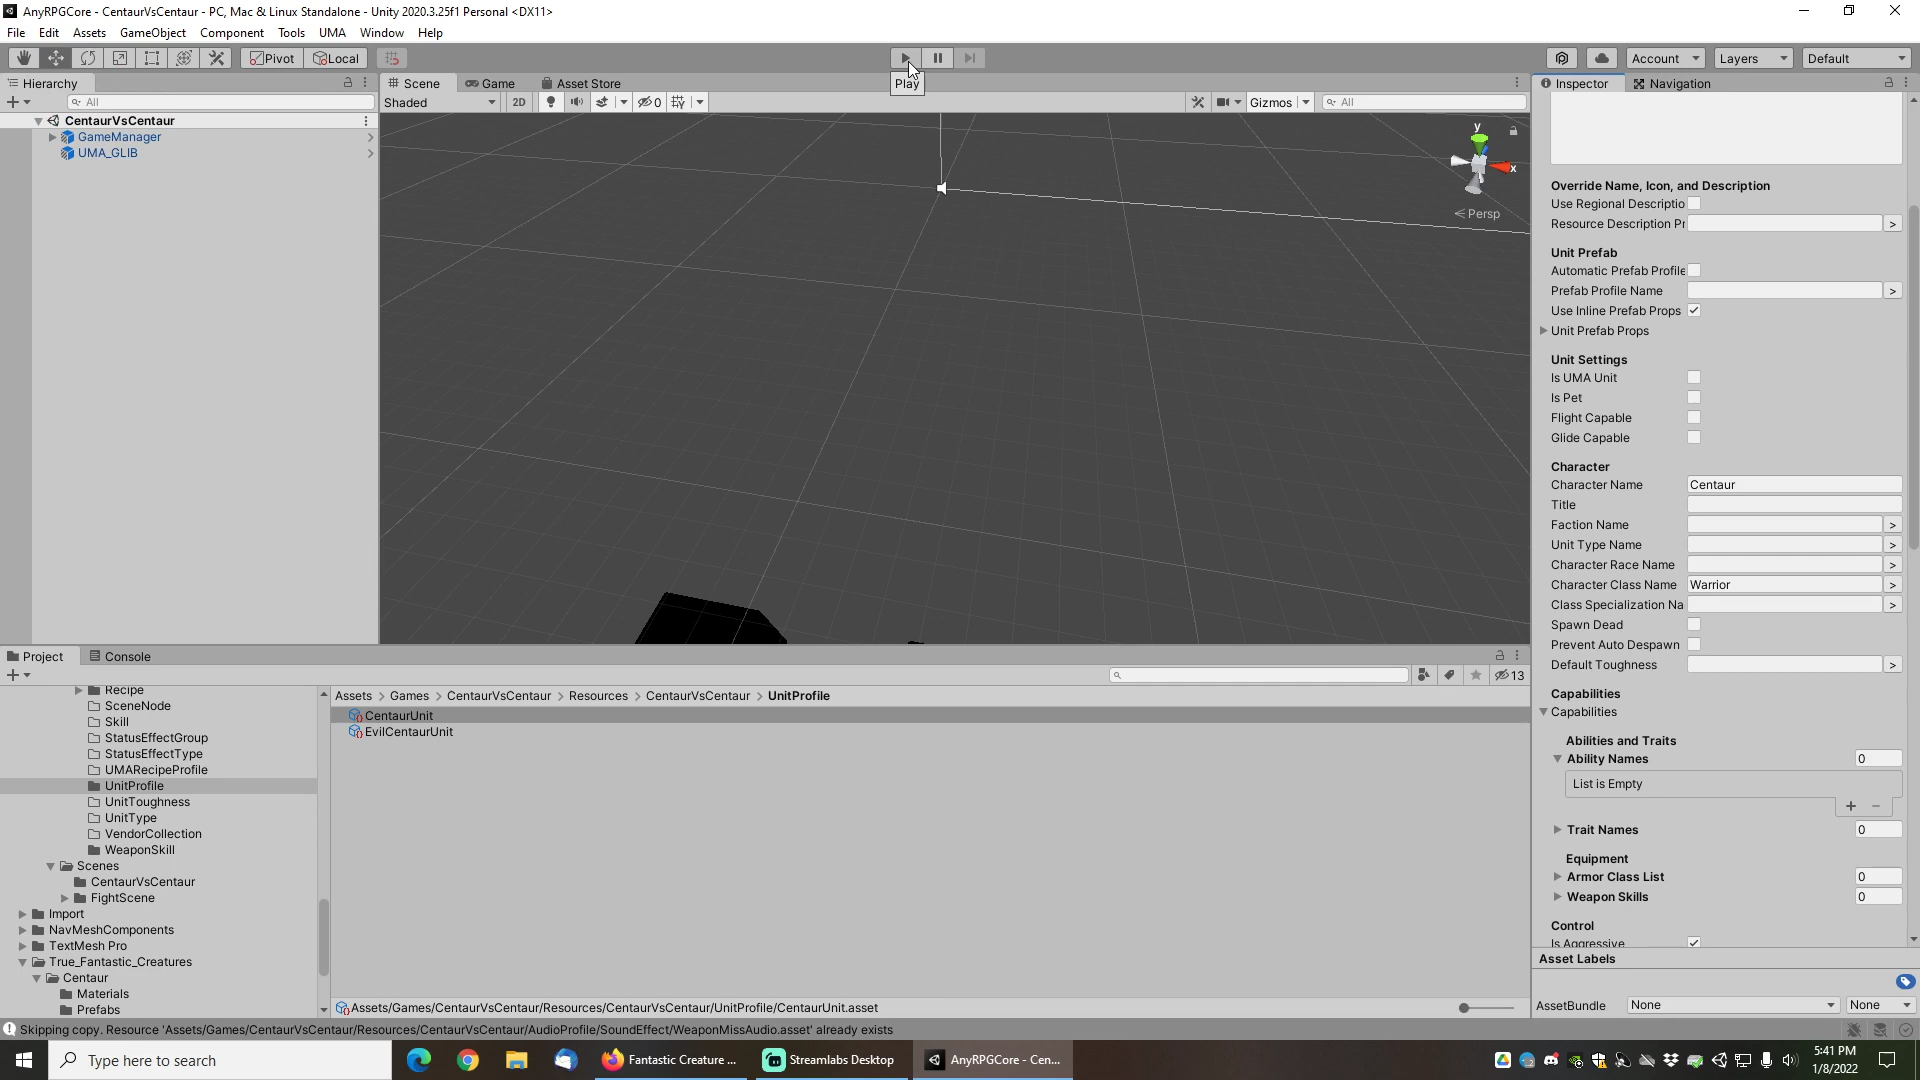 AnyRPGCore - CentaurVsCentaur - PC, Mac & Linux Standalone - Unity 2020.3.25f1 Personal <DX11>
File Edit Assets GameObject Component Tools UMA Window Help
Pivot Local Account Layers Default
Play
Hierarchy
All
CentaurVsCentaur
GameManager
UMA_GLIB
Scene Game Asset Store
Shaded 2D 0 Gizmos All
y
x
Persp
Inspector Navigation
Override Name, Icon, and Description
Use Regional Descriptio
Resource Description Pr >
Unit Prefab
Automatic Prefab Profile
Prefab Profile Name >
Use Inline Prefab Props
Unit Prefab Props
Unit Settings
Is UMA Unit
Is Pet
Flight Capable
Glide Capable
Character
Character Name Centaur
Title
Faction Name >
Unit Type Name >
Character Race Name >
Character Class Name Warrior >
Class Specialization Na >
Spawn Dead
Prevent Auto Despawn
Default Toughness >
Capabilities
Capabilities
Abilities and Traits
Ability Names 0
List is Empty
+ −
Trait Names 0
Equipment
Armor Class List 0
Weapon Skills 0
Control
Is Aggressive
Asset Labels
AssetBundle None None
Project Console
13
Recipe
SceneNode
Skill
StatusEffectGroup
StatusEffectType
UMARecipeProfile
UnitProfile
UnitToughness
UnitType
VendorCollection
WeaponSkill
Scenes
CentaurVsCentaur
FightScene
Import
NavMeshComponents
TextMesh Pro
True_Fantastic_Creatures
Centaur
Materials
Prefabs
Assets > Games > CentaurVsCentaur > Resources > CentaurVsCentaur > UnitProfile
CentaurUnit
EvilCentaurUnit
Assets/Games/CentaurVsCentaur/Resources/CentaurVsCentaur/UnitProfile/CentaurUnit.asset
Skipping copy. Resource 'Assets/Games/CentaurVsCentaur/Resources/CentaurVsCentaur/AudioProfile/SoundEffect/WeaponMissAudio.asset' already exists
Type here to search
Fantastic Creature ...
Streamlabs Desktop
AnyRPGCore - Cen...
5:41 PM
1/8/2022